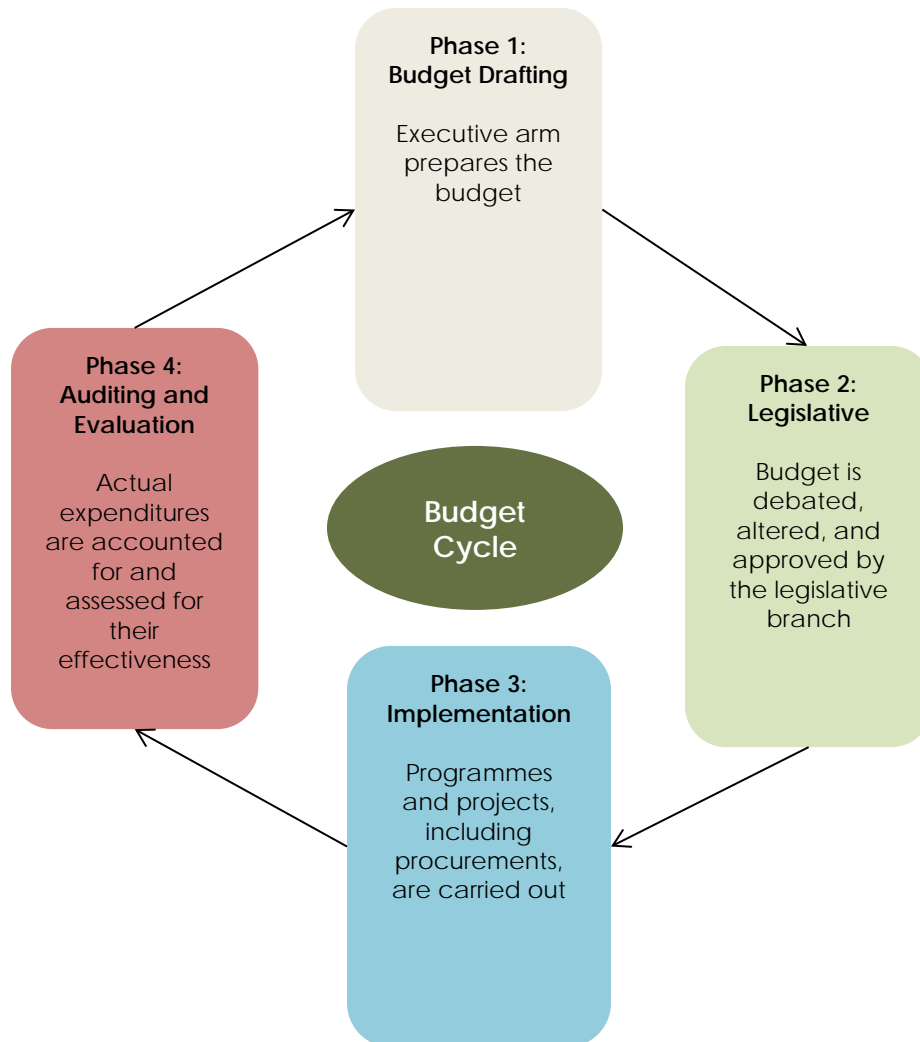 Phase 1:
Budget Drafting
Executive arm
prepares the
budget
Phase 2:
Legislative
Budget is
debated,
altered, and
approved by
the legislative
branch
Phase 3:
Implementation
Programmes
and projects,
including
procurements,
are carried out
Phase 4:
Auditing and
Evaluation
Actual
expenditures
are accounted
for and
assessed for
their
effectiveness
Budget
Cycle